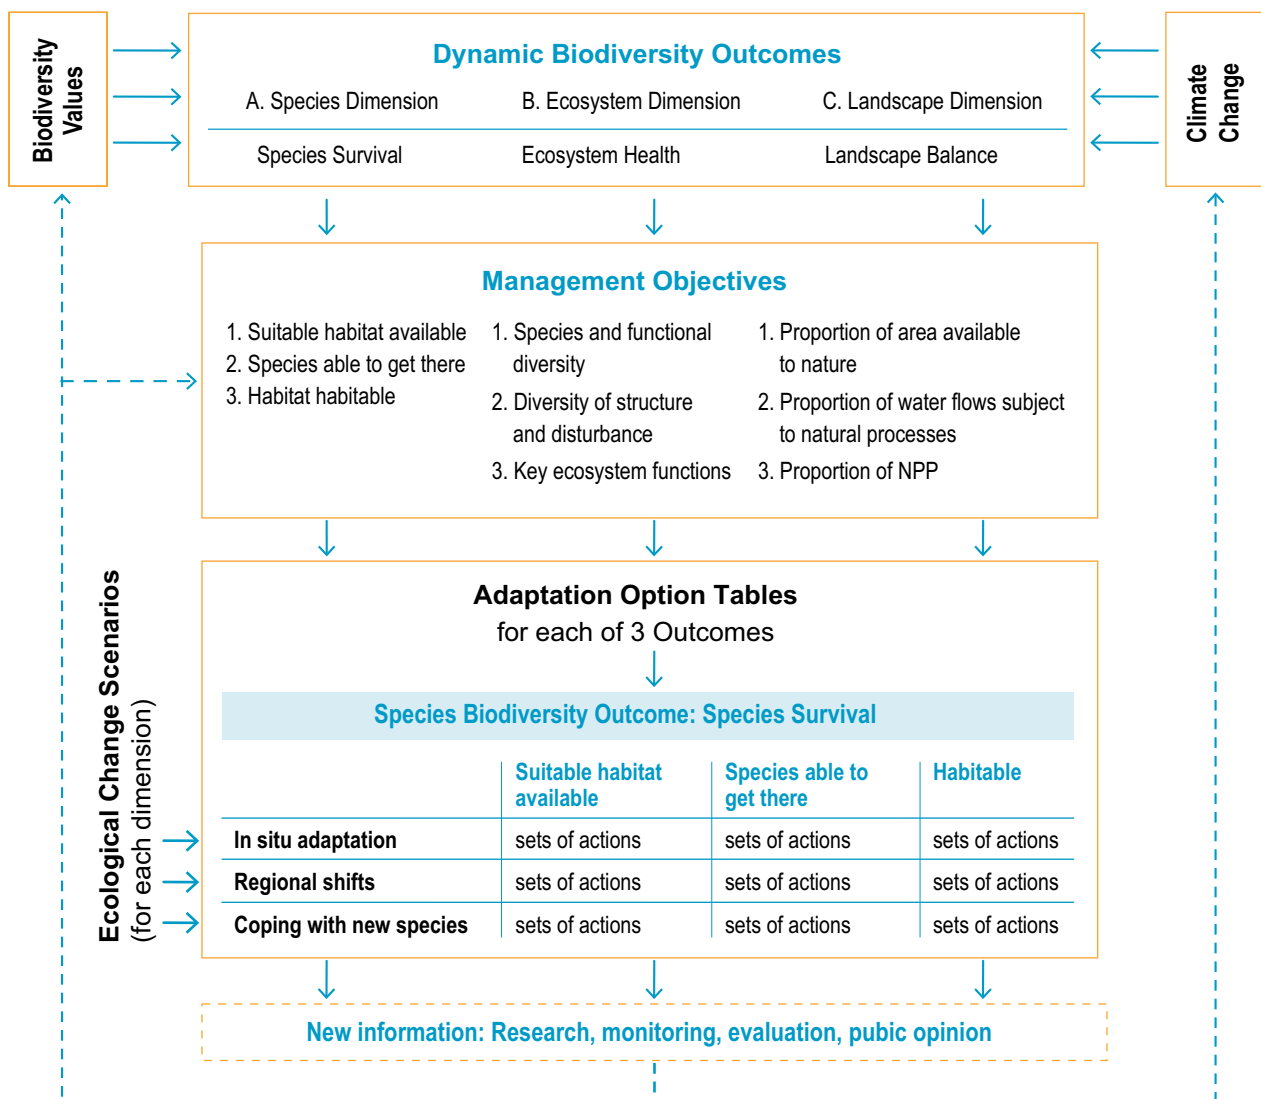 Biodiversity
Values
Dynamic Biodiversity Outcomes
A. Species Dimension
B. Ecosystem Dimension
C. Landscape Dimension
Species Survival
Ecosystem Health
Landscape Balance
Climate
Change
Management Objectives
1. Suitable habitat available
2. Species able to get there
3. Habitat habitable
1. Species and functional
diversity
2. Diversity of structure
and disturbance
3. Key ecosystem functions
1. Proportion of area available
to nature
2. Proportion of water flows subject
to natural processes
3. Proportion of NPP
Ecological Change Scenarios
(for each dimension)
Adaptation Option Tables
for each of 3 Outcomes
Species Biodiversity Outcome: Species Survival
Suitable habitat
available
Species able to
get there
Habitable
In situ adaptation
sets of actions
sets of actions
sets of actions
Regional shifts
sets of actions
sets of actions
sets of actions
Coping with new species
sets of actions
sets of actions
sets of actions
New information: Research, monitoring, evaluation, pubic opinion